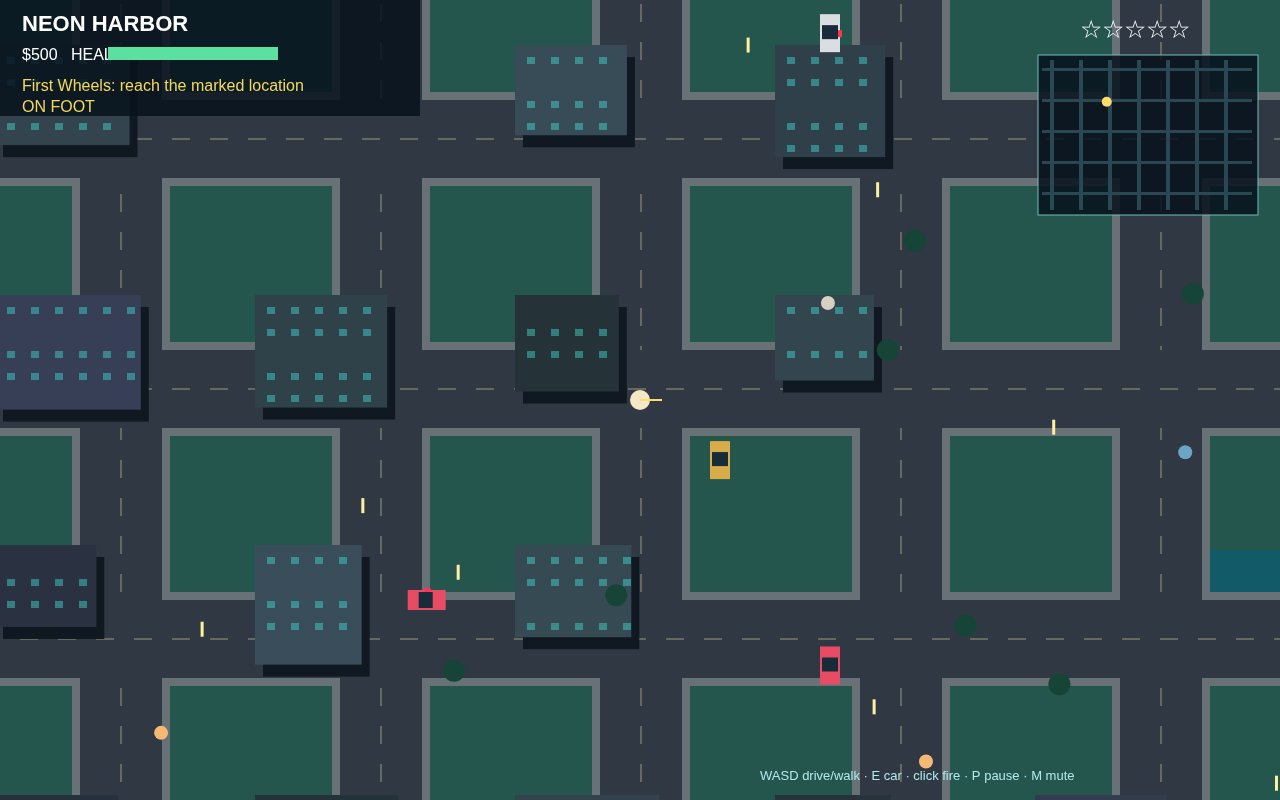 NEON HARBOR
$500 HEAL
First Wheels: reach the marked location
ON FOOT
☆☆☆☆☆
WASD drive/walk · E car · click fire · P pause · M mute